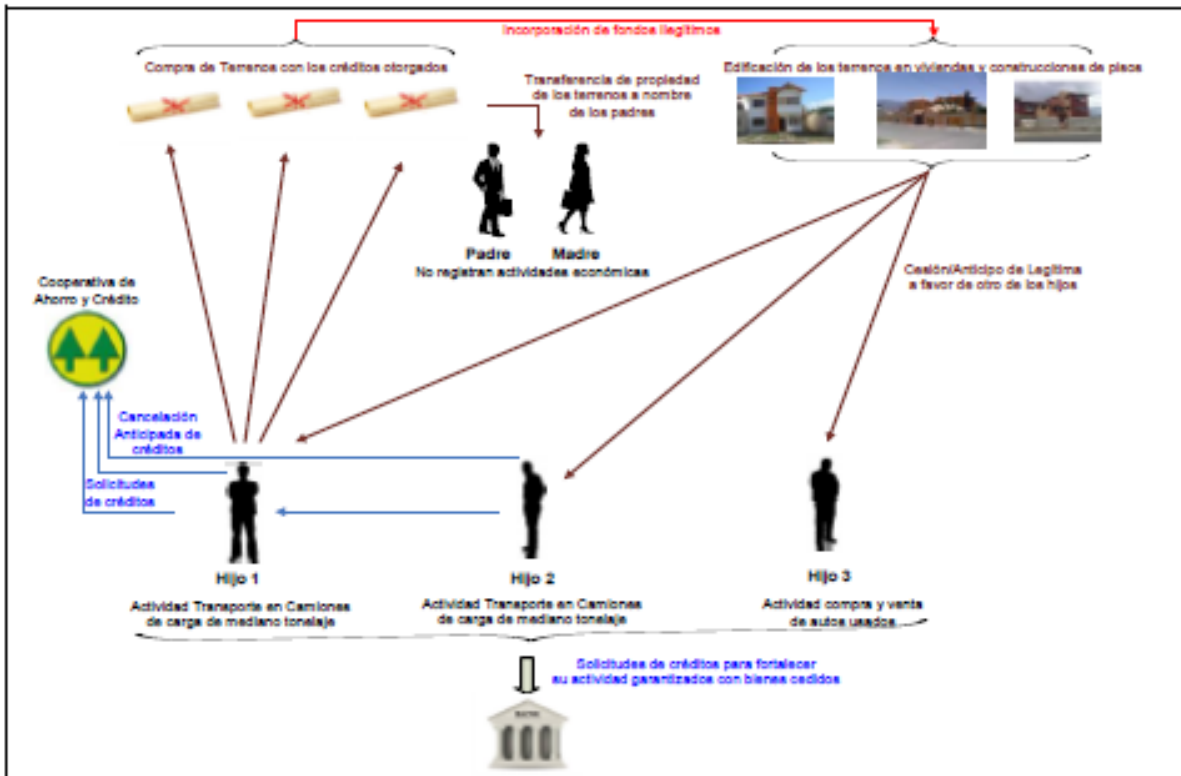 Incorporación de fondos ilegítimos
Compra de Terrenos con los créditos otorgados
Transferencia de propiedad
de los terrenos a nombre
de los padres
Edificación de los terrenos en viviendas y construcciones de pisos
Padre
Madre
No registran actividades económicas
Cesión/Anticipo de Legítima
a favor de otro de los hijos
Cooperativa de
Ahorro y Crédito
Cancelación
Anticipada de
créditos
Solicitudes
de créditos
Hijo 1
Hijo 2
Hijo 3
Actividad Transporte en Camiones
de carga de mediano tonelaje
Actividad Transporte en Camiones
de carga de mediano tonelaje
Actividad compra y venta
de autos usados
Solicitudes de créditos para fortalecer
su actividad garantizados con bienes cedidos